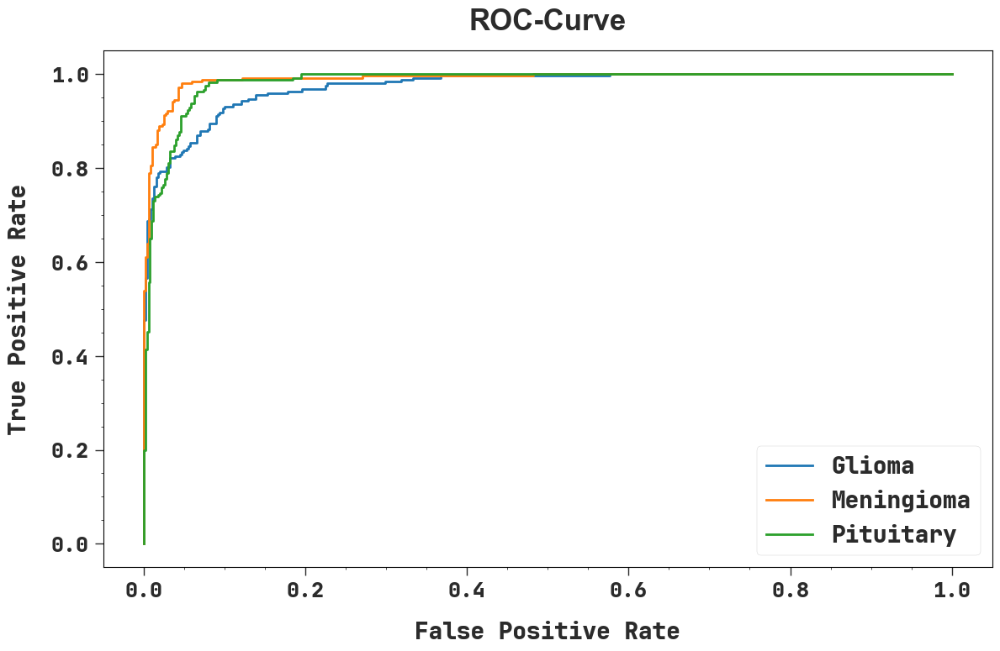 ROC-Curve
1.0
0.8
0.6
0.4
0.2
0.0
True Positive Rate
0.0 0.2 0.4 0.6 0.8 1.0
False Positive Rate
Glioma
Meningioma
Pituitary